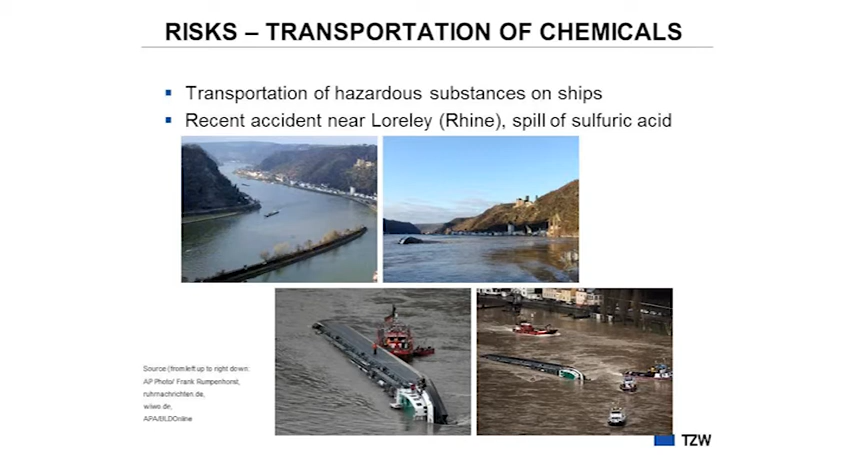 RISKS – TRANSPORTATION OF CHEMICALS
Transportation of hazardous substances on ships
Recent accident near Loreley (Rhine), spill of sulfuric acid
Source (from left up to right down:
AP Photo/ Frank Rumpenhorst,
ruhrnachrichten.de,
wiwo.de,
APA/BILDOnline
TZW